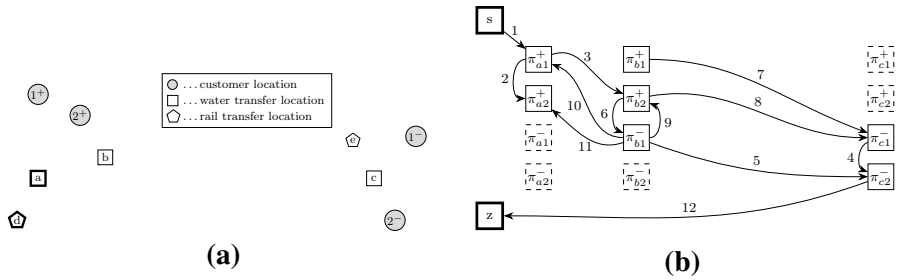 1+
2+
b
a
d
… customer location
… water transfer location
… rail transfer location
e
1−
c
2−
(a)
s
1
π+a1
2
π+a2
π−a1
π−a2
3
π+b1
π+b2
π−b1
π−b2
10
11
6
9
7
8
5
4
π+c1
π+c2
π−c1
π−c2
12
z
(b)